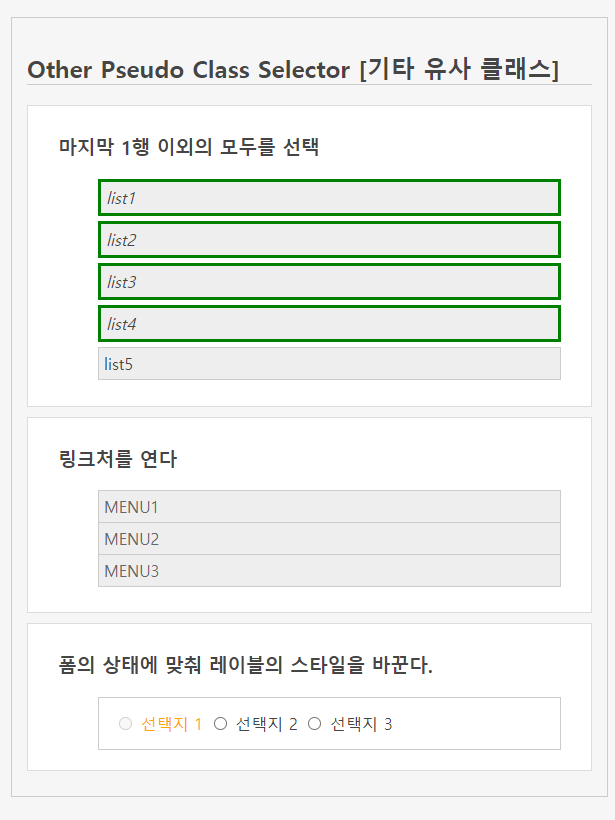 Other Pseudo Class Selector [기타 유사 클래스]
마지막 1행 이외의 모두를 선택
list1
list2
list3
list4
list5
링크처를 연다
MENU1
MENU2
MENU3
폼의 상태에 맞춰 레이블의 스타일을 바꾼다.
선택지 1 선택지 2 선택지 3